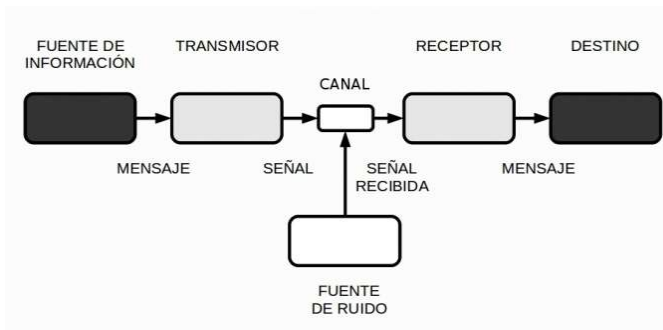 FUENTE DE
INFORMACIÓN
TRANSMISOR
CANAL
RECEPTOR
DESTINO
MENSAJE
SEÑAL
SEÑAL
RECIBIDA
MENSAJE
FUENTE
DE RUIDO